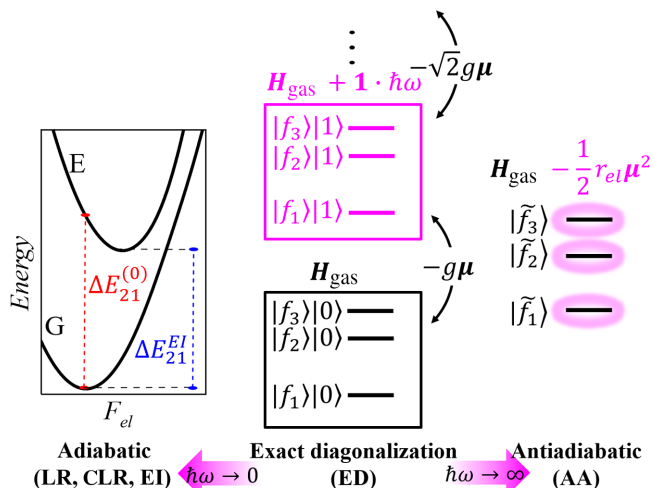 E
G
ΔE₂₁⁽⁰⁾
ΔE₂₁ᴱᴵ
Energy
F_el
⋮
−√2gμ
H_gas + 1 · ħω
|f₃⟩|1⟩
|f₂⟩|1⟩
|f₁⟩|1⟩
−gμ
H_gas
|f₃⟩|0⟩
|f₂⟩|0⟩
|f₁⟩|0⟩
H_gas − 1/2 r_el μ²
|f̃₃⟩
|f̃₂⟩
|f̃₁⟩
Adiabatic
(LR, CLR, EI)
ħω → 0
Exact diagonalization
(ED)
ħω → ∞
Antiadiabatic
(AA)